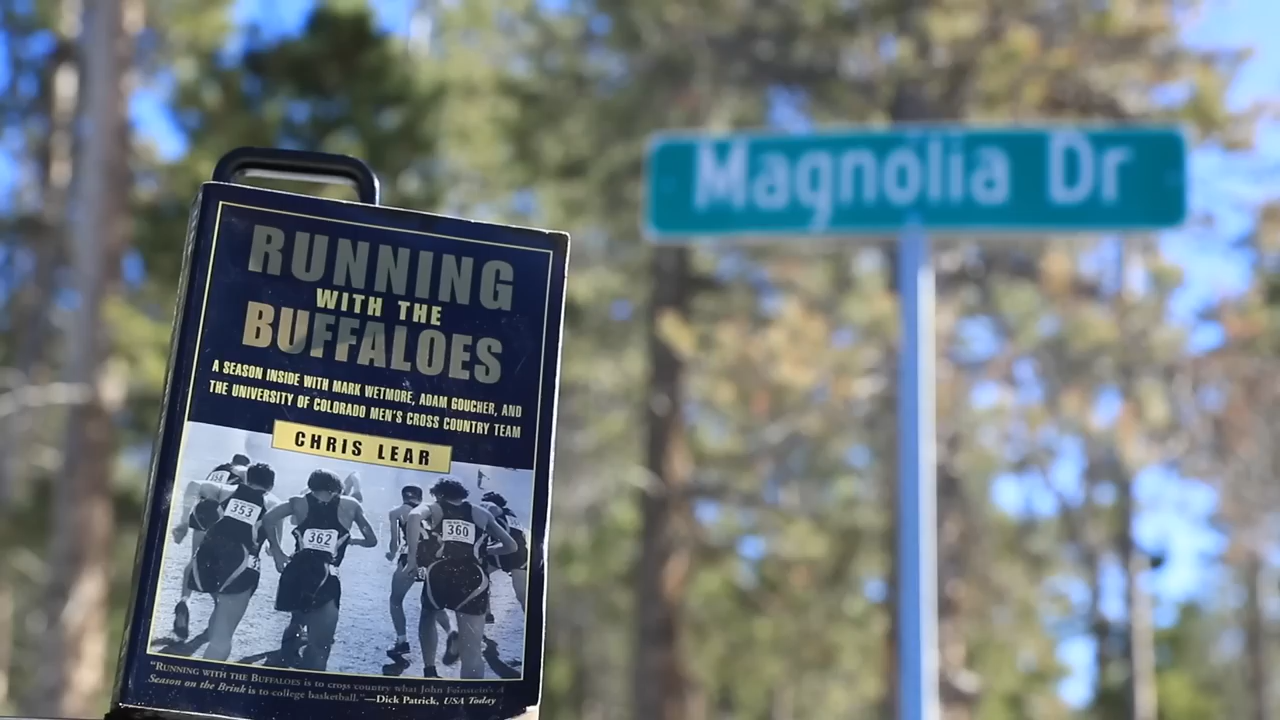 Magnolia Dr
RUNNING
WITH THE
BUFFALOES
A SEASON INSIDE WITH MARK WETMORE, ADAM GOUCHER, AND
THE UNIVERSITY OF COLORADO MEN'S CROSS COUNTRY TEAM
CHRIS LEAR
358
353
362
360
"RUNNING WITH THE BUFFALOES is to cross country what John Feinstein's A
Season on the Brink is to college basketball."—Dick Patrick, USA Today